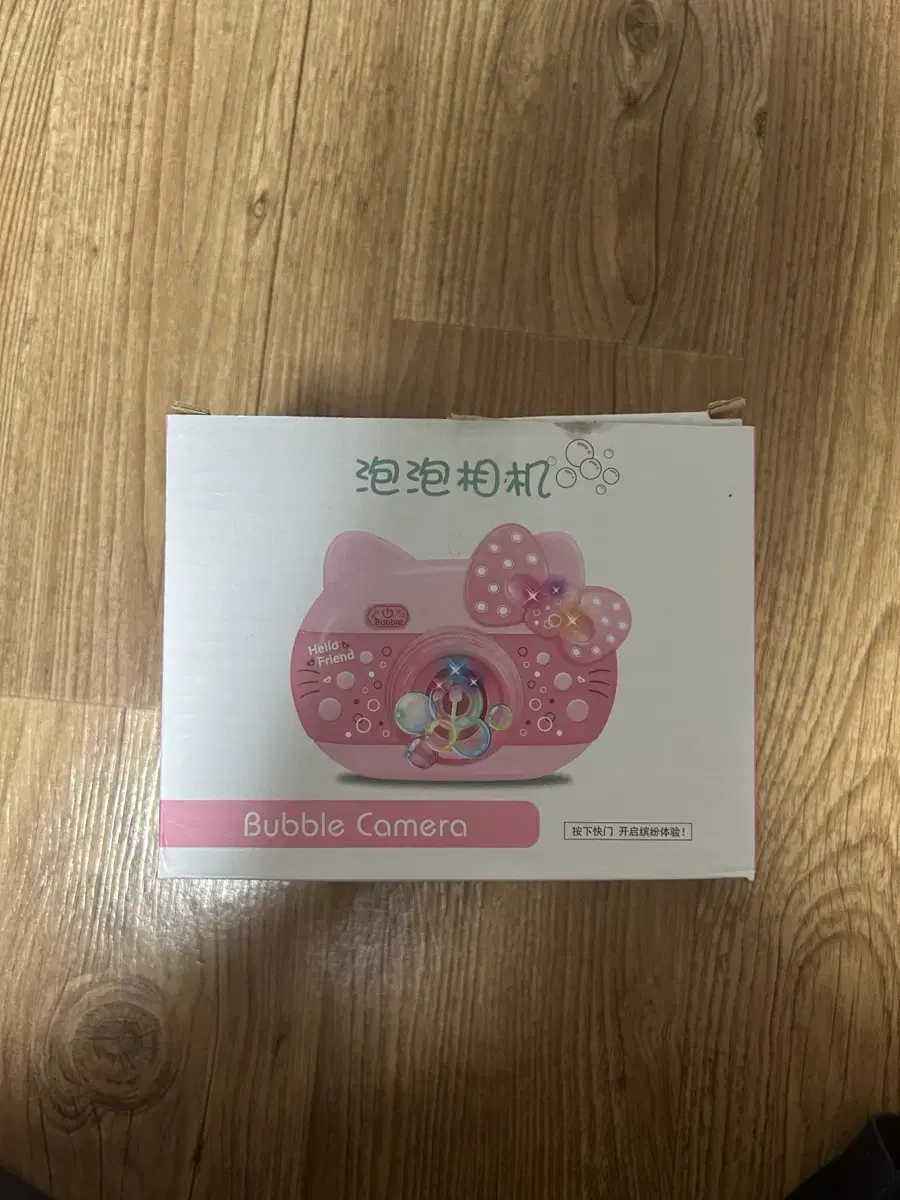 泡泡相机
Bubble
Hello
Friend
Bubble Camera
按下快门 开启缤纷体验！